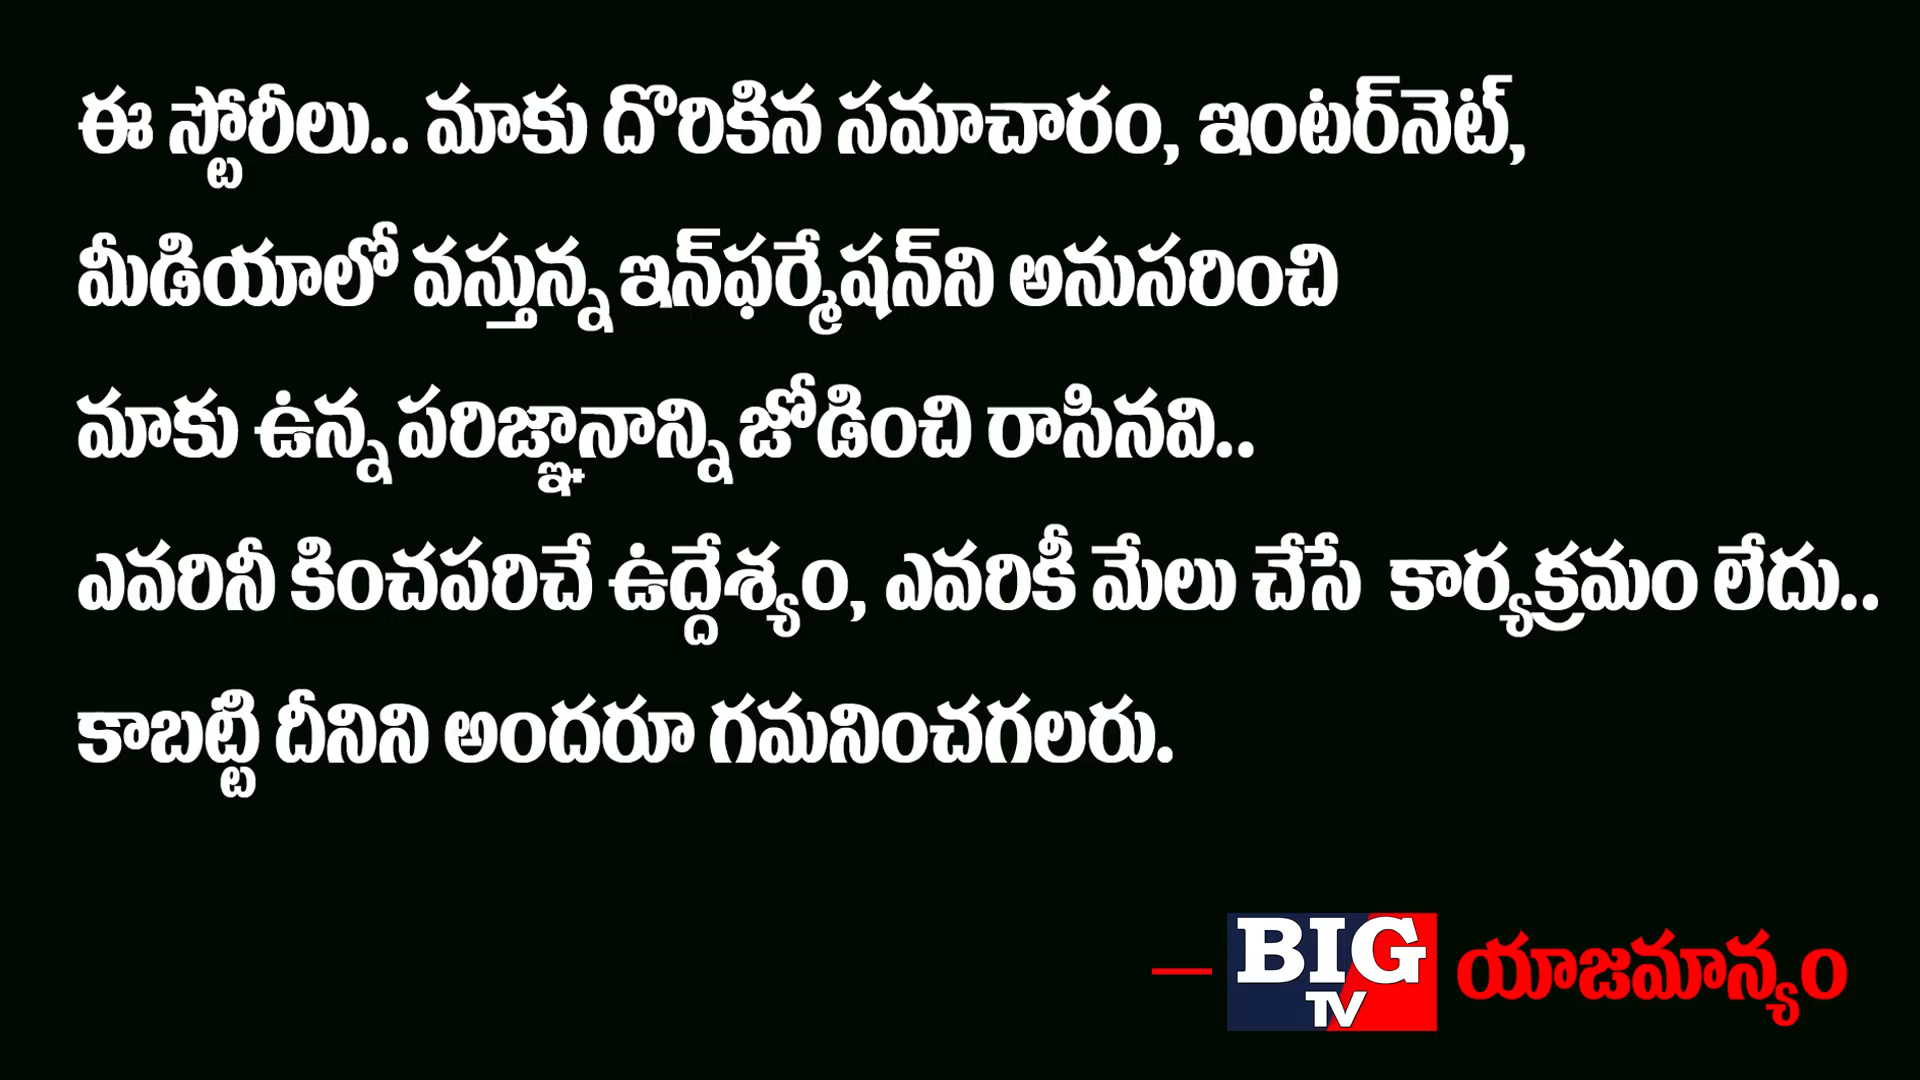 ఈ స్టోరీలు.. మాకు దొరికిన సమాచారం, ఇంటర్‌నెట్,
మీడియాలో వస్తున్న ఇన్‌ఫర్మేషన్‌ని అనుసరించి
మాకు ఉన్న పరిజ్ఞానాన్ని జోడించి రాసినవి..
ఎవరినీ కించపరిచే ఉద్దేశ్యం, ఎవరికీ మేలు చేసే కార్యక్రమం లేదు..
కాబట్టి దీనిని అందరూ గమనించగలరు.
— BIG TV యాజమాన్యం